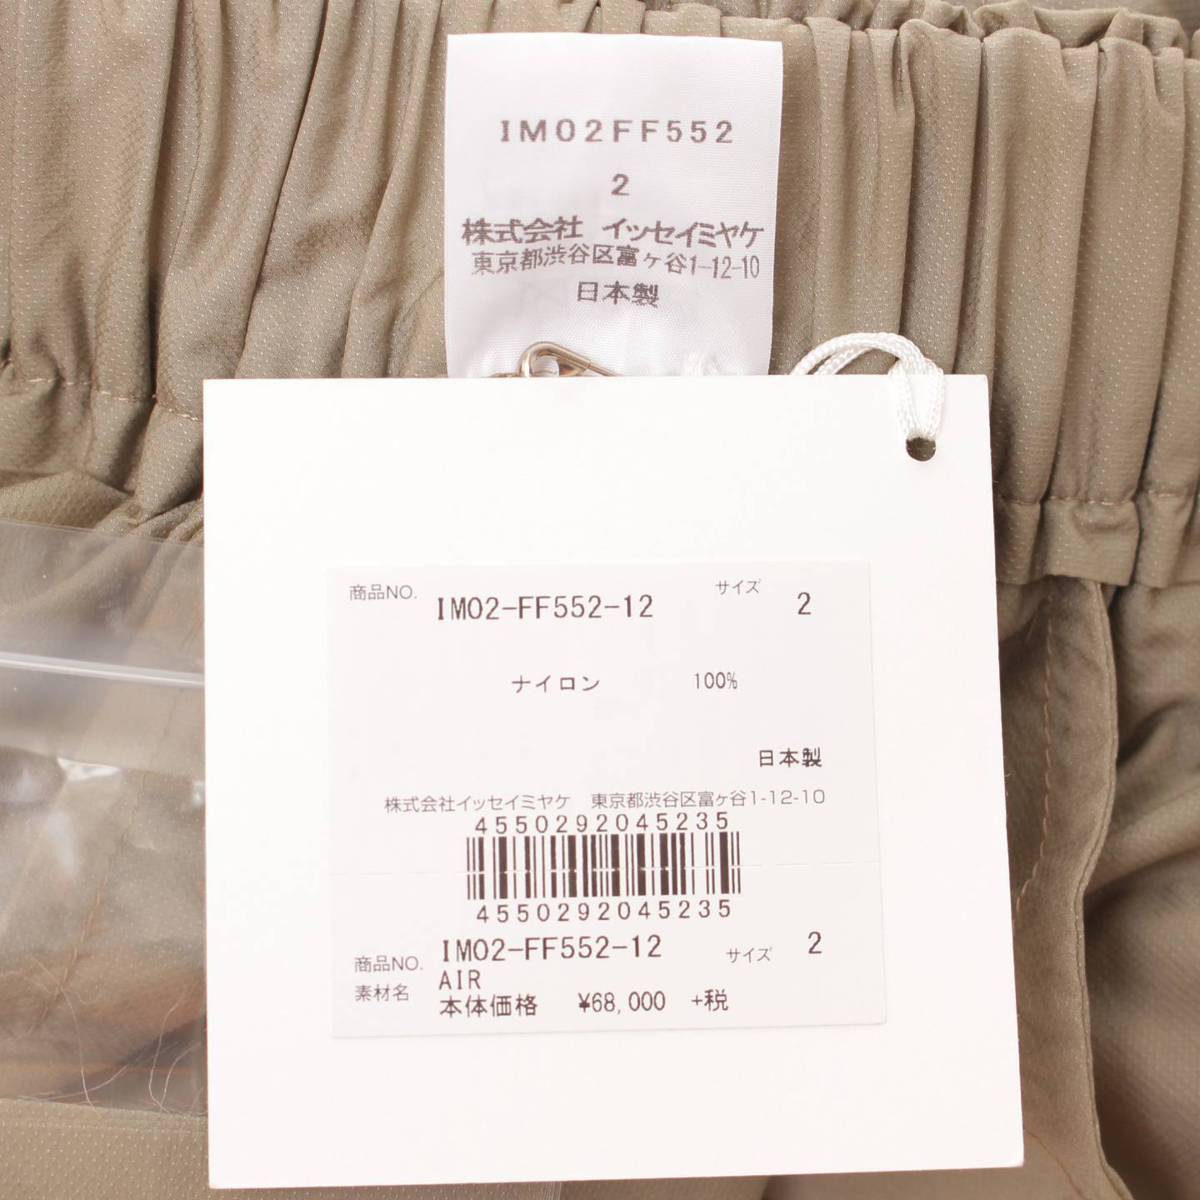 IM02FF552
2
株式会社 イッセイミヤケ
東京都渋谷区富ヶ谷1-12-10
日本製
商品NO. IM02-FF552-12 サイズ 2
ナイロン 100%
日本製
株式会社イッセイミヤケ 東京都渋谷区富ヶ谷1-12-10
4550292045235
4550292045235
商品NO. IM02-FF552-12 サイズ 2
素材名 AIR
本体価格 ¥68,000 +税